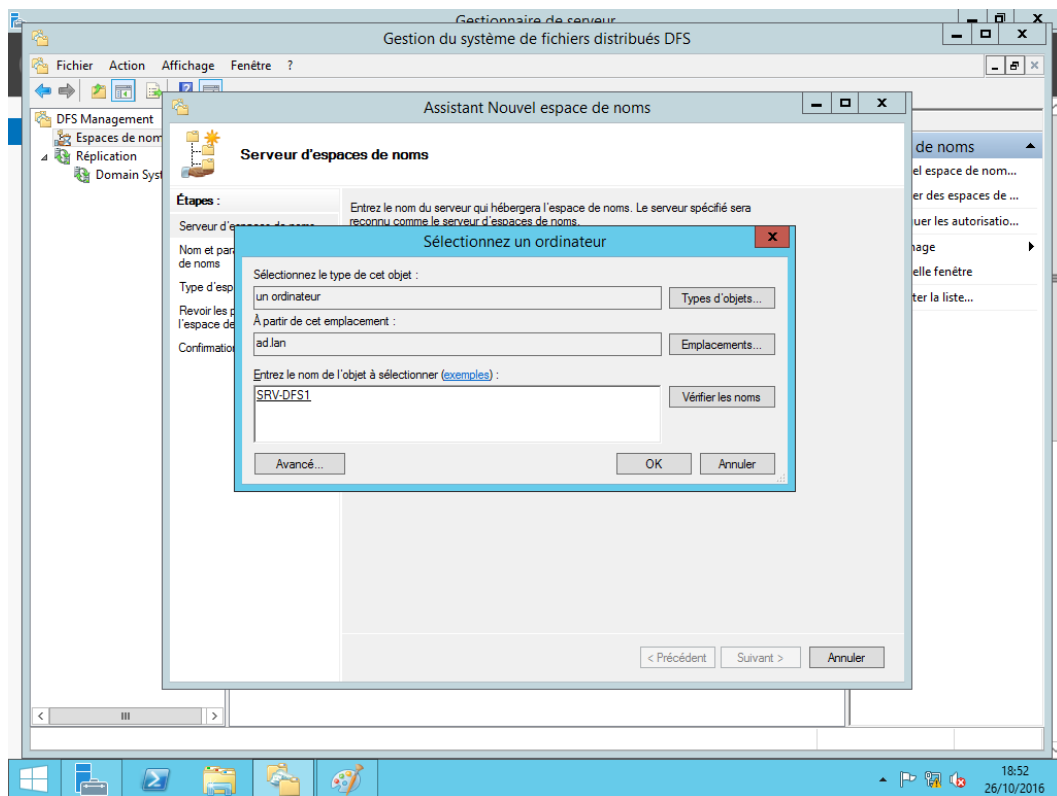 Gestionnaire de serveur
Gestion du système de fichiers distribués DFS
Fichier Action Affichage Fenêtre ?
DFS Management
Espaces de nom
Réplication
Domain Syst
Assistant Nouvel espace de noms
Serveur d'espaces de noms
Étapes :
Serveur d'espaces de noms
Nom et par
de noms
Type d'esp
Revoir les p
l'espace de
Confirmation
Entrez le nom du serveur qui hébergera l'espace de noms. Le serveur spécifié sera
reconnu comme le serveur d'espaces de noms.
Sélectionnez un ordinateur
Sélectionnez le type de cet objet :
un ordinateur
Types d'objets...
À partir de cet emplacement :
ad.lan
Emplacements...
Entrez le nom de l'objet à sélectionner (exemples) :
SRV-DFS1
Vérifier les noms
Avancé...
OK
Annuler
< Précédent
Suivant >
Annuler
de noms
el espace de nom...
er des espaces de ...
uer les autorisatio...
nage
elle fenêtre
ter la liste...
18:52
26/10/2016